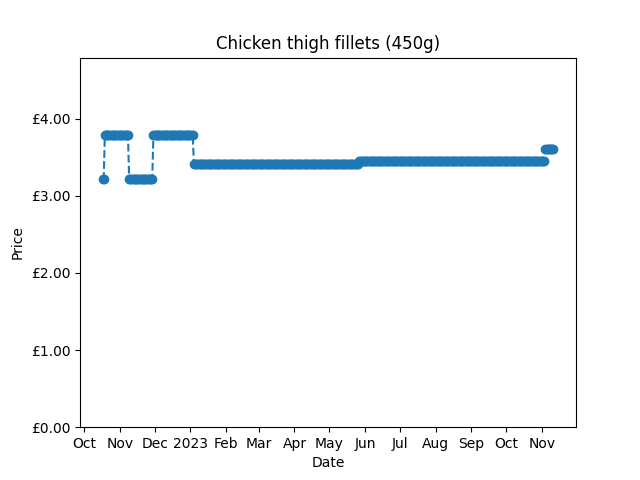 Chicken thigh fillets (450g)
£4.00
£3.00
£2.00
£1.00
£0.00
Price
Oct Nov Dec 2023 Feb Mar Apr May Jun Jul Aug Sep Oct Nov
Date